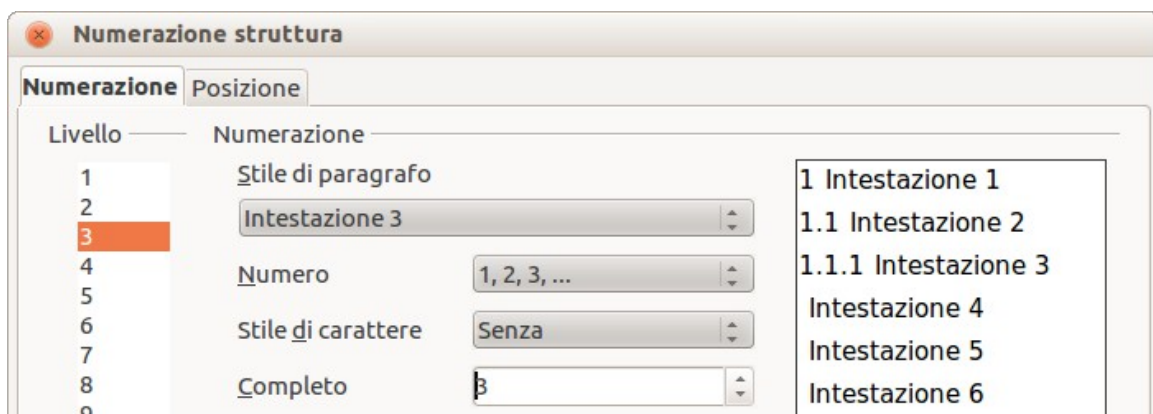 Numerazione struttura
Numerazione Posizione
Livello
1
2
3
4
5
6
7
8
9
Numerazione
Stile di paragrafo
Intestazione 3
Numero 1, 2, 3, ...
Stile di carattere Senza
Completo 3
1 Intestazione 1
1.1 Intestazione 2
1.1.1 Intestazione 3
Intestazione 4
Intestazione 5
Intestazione 6